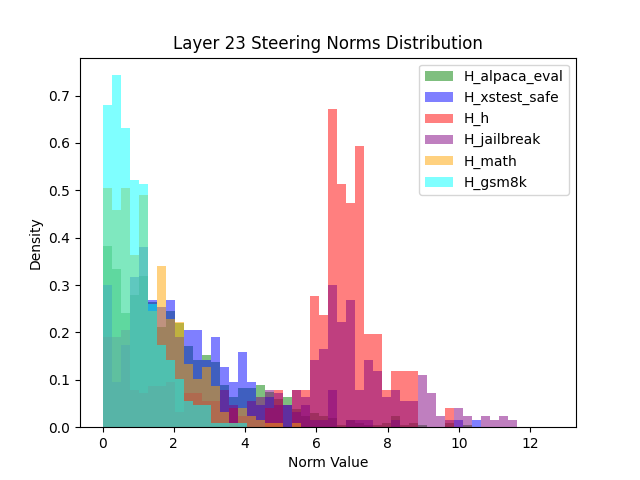 Layer 23 Steering Norms Distribution
H_alpaca_eval
H_xstest_safe
H_h
H_jailbreak
H_math
H_gsm8k
Density
0.7
0.6
0.5
0.4
0.3
0.2
0.1
0.0
0 2 4 6 8 10 12
Norm Value